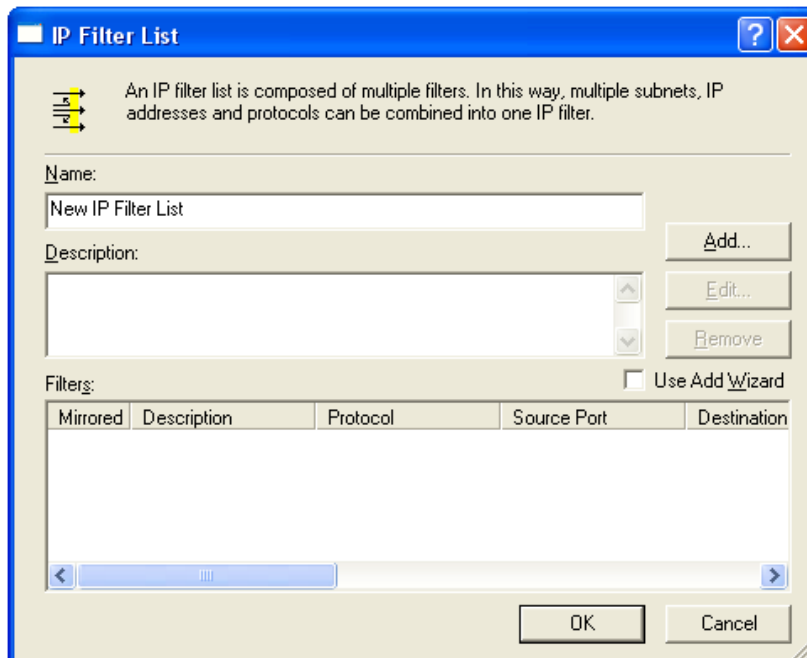 IP Filter List
An IP filter list is composed of multiple filters. In this way, multiple subnets, IP
addresses and protocols can be combined into one IP filter.
Name:
New IP Filter List
Add...
Description:
Edit...
Remove
Filters:
Use Add Wizard
Mirrored Description Protocol Source Port Destination
OK Cancel